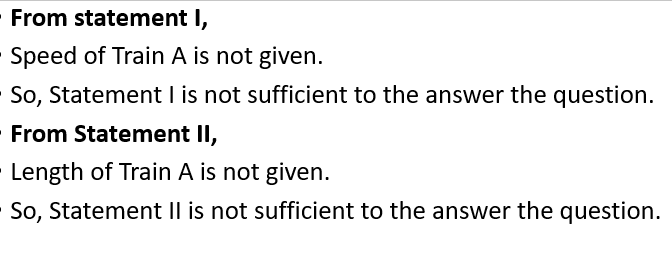 From statement I,
Speed of Train A is not given.
So, Statement I is not sufficient to the answer the question.
From Statement II,
Length of Train A is not given.
So, Statement II is not sufficient to the answer the question.